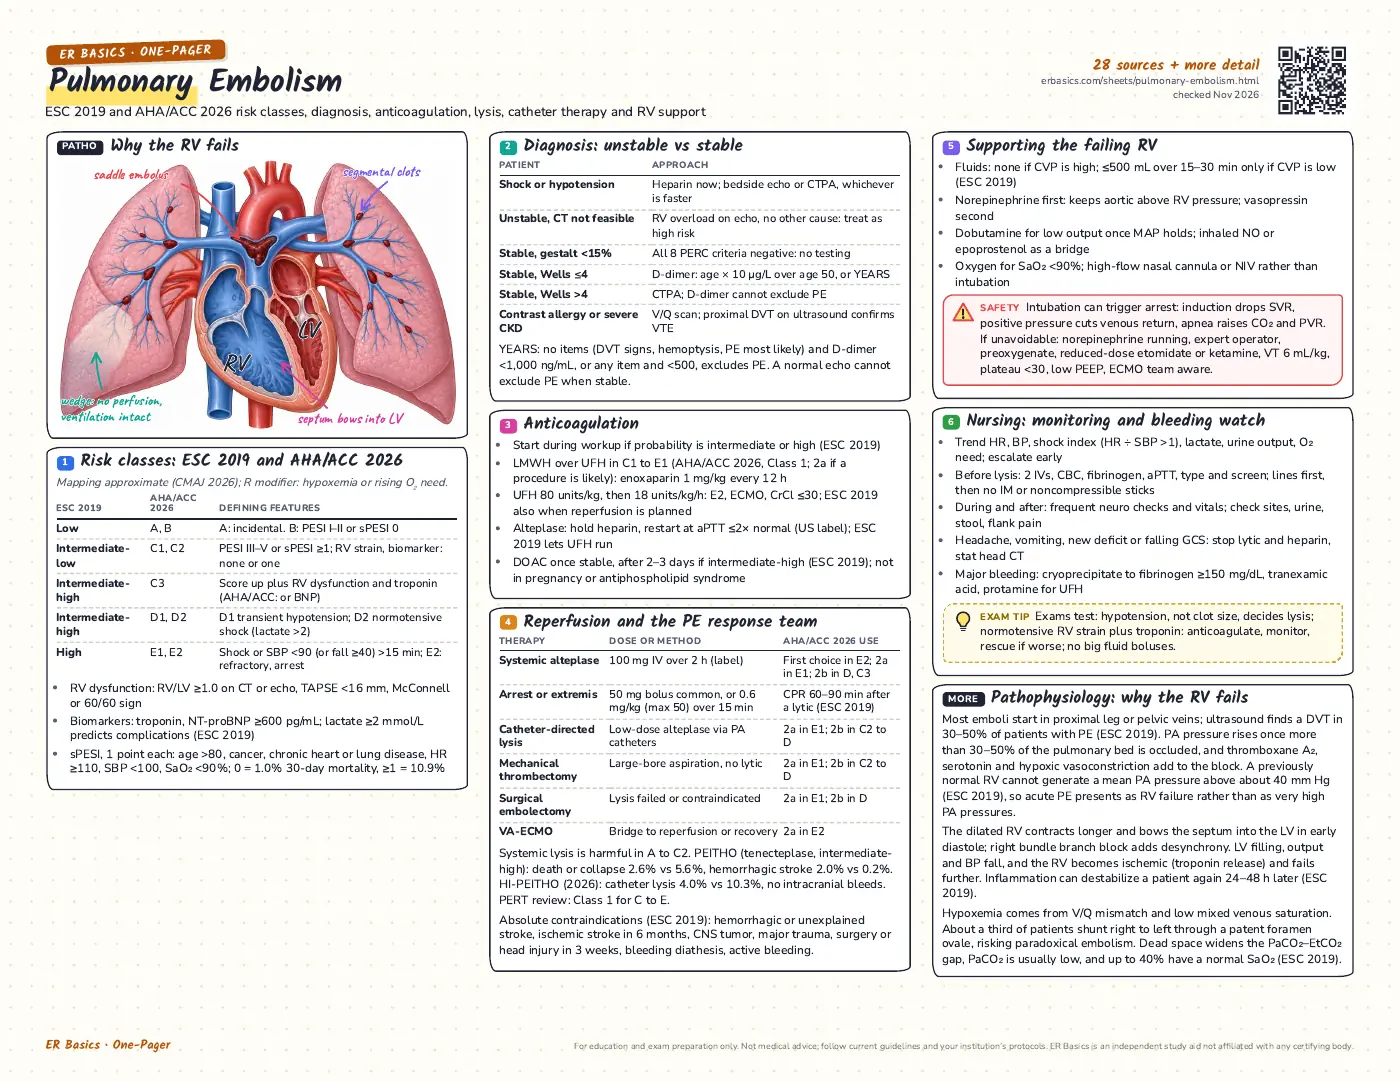 ER BASICS · ONE-PAGER
Pulmonary Embolism
ESC 2019 and AHA/ACC 2026 risk classes, diagnosis, anticoagulation, lysis, catheter therapy and RV support
28 sources + more detail
erbasics.com/sheets/pulmonary-embolism.html
checked Nov 2026
PATHO Why the RV fails
saddle embolus
segmental clots
LV
RV
wedge: no perfusion,
ventilation intact
septum bows into LV
1 Risk classes: ESC 2019 and AHA/ACC 2026
Mapping approximate (CMAJ 2026); R modifier: hypoxemia or rising O₂ need.
ESC 2019 AHA/ACC 2026 DEFINING FEATURES
Low A, B A: incidental. B: PESI I–II or sPESI 0
Intermediate-low C1, C2 PESI III–V or sPESI ≥1; RV strain, biomarker: none or one
Intermediate-high C3 Score up plus RV dysfunction and troponin (AHA/ACC: or BNP)
Intermediate-high D1, D2 D1 transient hypotension; D2 normotensive shock (lactate >2)
High E1, E2 Shock or SBP <90 (or fall ≥40) >15 min; E2: refractory, arrest
• RV dysfunction: RV/LV ≥1.0 on CT or echo, TAPSE <16 mm, McConnell
or 60/60 sign
• Biomarkers: troponin, NT-proBNP ≥600 pg/mL; lactate ≥2 mmol/L
predicts complications (ESC 2019)
• sPESI, 1 point each: age >80, cancer, chronic heart or lung disease, HR
≥110, SBP <100, SaO₂ <90%; 0 = 1.0% 30-day mortality, ≥1 = 10.9%
2 Diagnosis: unstable vs stable
PATIENT APPROACH
Shock or hypotension Heparin now; bedside echo or CTPA, whichever is faster
Unstable, CT not feasible RV overload on echo, no other cause: treat as high risk
Stable, gestalt <15% All 8 PERC criteria negative: no testing
Stable, Wells ≤4 D-dimer: age × 10 µg/L over age 50, or YEARS
Stable, Wells >4 CTPA; D-dimer cannot exclude PE
Contrast allergy or severe CKD V/Q scan; proximal DVT on ultrasound confirms VTE
YEARS: no items (DVT signs, hemoptysis, PE most likely) and D-dimer
<1,000 ng/mL, or any item and <500, excludes PE. A normal echo cannot
exclude PE when stable.
3 Anticoagulation
• Start during workup if probability is intermediate or high (ESC 2019)
• LMWH over UFH in C1 to E1 (AHA/ACC 2026, Class 1; 2a if a
procedure is likely): enoxaparin 1 mg/kg every 12 h
• UFH 80 units/kg, then 18 units/kg/h: E2, ECMO, CrCl ≤30; ESC 2019
also when reperfusion is planned
• Alteplase: hold heparin, restart at aPTT ≤2× normal (US label); ESC
2019 lets UFH run
• DOAC once stable, after 2–3 days if intermediate-high (ESC 2019); not
in pregnancy or antiphospholipid syndrome
4 Reperfusion and the PE response team
THERAPY DOSE OR METHOD AHA/ACC 2026 USE
Systemic alteplase 100 mg IV over 2 h (label) First choice in E2; 2a in E1; 2b in D, C3
Arrest or extremis 50 mg bolus common, or 0.6 mg/kg (max 50) over 15 min CPR 60–90 min after a lytic (ESC 2019)
Catheter-directed lysis Low-dose alteplase via PA catheters 2a in E1; 2b in C2 to D
Mechanical thrombectomy Large-bore aspiration, no lytic 2a in E1; 2b in C2 to D
Surgical embolectomy Lysis failed or contraindicated 2a in E1; 2b in D
VA-ECMO Bridge to reperfusion or recovery 2a in E2
Systemic lysis is harmful in A to C2. PEITHO (tenecteplase, intermediate-
high): death or collapse 2.6% vs 5.6%, hemorrhagic stroke 2.0% vs 0.2%.
HI-PEITHO (2026): catheter lysis 4.0% vs 10.3%, no intracranial bleeds.
PERT review: Class 1 for C to E.
Absolute contraindications (ESC 2019): hemorrhagic or unexplained
stroke, ischemic stroke in 6 months, CNS tumor, major trauma, surgery or
head injury in 3 weeks, bleeding diathesis, active bleeding.
5 Supporting the failing RV
• Fluids: none if CVP is high; ≤500 mL over 15–30 min only if CVP is low
(ESC 2019)
• Norepinephrine first: keeps aortic above RV pressure; vasopressin
second
• Dobutamine for low output once MAP holds; inhaled NO or
epoprostenol as a bridge
• Oxygen for SaO₂ <90%; high-flow nasal cannula or NIV rather than
intubation
SAFETY Intubation can trigger arrest: induction drops SVR,
positive pressure cuts venous return, apnea raises CO₂ and PVR.
If unavoidable: norepinephrine running, expert operator,
preoxygenate, reduced-dose etomidate or ketamine, VT 6 mL/kg,
plateau <30, low PEEP, ECMO team aware.
6 Nursing: monitoring and bleeding watch
• Trend HR, BP, shock index (HR ÷ SBP >1), lactate, urine output, O₂
need; escalate early
• Before lysis: 2 IVs, CBC, fibrinogen, aPTT, type and screen; lines first,
then no IM or noncompressible sticks
• During and after: frequent neuro checks and vitals; check sites, urine,
stool, flank pain
• Headache, vomiting, new deficit or falling GCS: stop lytic and heparin,
stat head CT
• Major bleeding: cryoprecipitate to fibrinogen ≥150 mg/dL, tranexamic
acid, protamine for UFH
EXAM TIP Exams test: hypotension, not clot size, decides lysis;
normotensive RV strain plus troponin: anticoagulate, monitor,
rescue if worse; no big fluid boluses.
MORE Pathophysiology: why the RV fails
Most emboli start in proximal leg or pelvic veins; ultrasound finds a DVT in
30–50% of patients with PE (ESC 2019). PA pressure rises once more
than 30–50% of the pulmonary bed is occluded, and thromboxane A₂,
serotonin and hypoxic vasoconstriction add to the block. A previously
normal RV cannot generate a mean PA pressure above about 40 mm Hg
(ESC 2019), so acute PE presents as RV failure rather than as very high
PA pressures.
The dilated RV contracts longer and bows the septum into the LV in early
diastole; right bundle branch block adds desynchrony. LV filling, output
and BP fall, and the RV becomes ischemic (troponin release) and fails
further. Inflammation can destabilize a patient again 24–48 h later (ESC
2019).
Hypoxemia comes from V/Q mismatch and low mixed venous saturation.
About a third of patients shunt right to left through a patent foramen
ovale, risking paradoxical embolism. Dead space widens the PaCO₂–EtCO₂
gap, PaCO₂ is usually low, and up to 40% have a normal SaO₂ (ESC 2019).
ER Basics · One-Pager
For education and exam preparation only. Not medical advice; follow current guidelines and your institution's protocols. ER Basics is an independent study aid not affiliated with any certifying body.